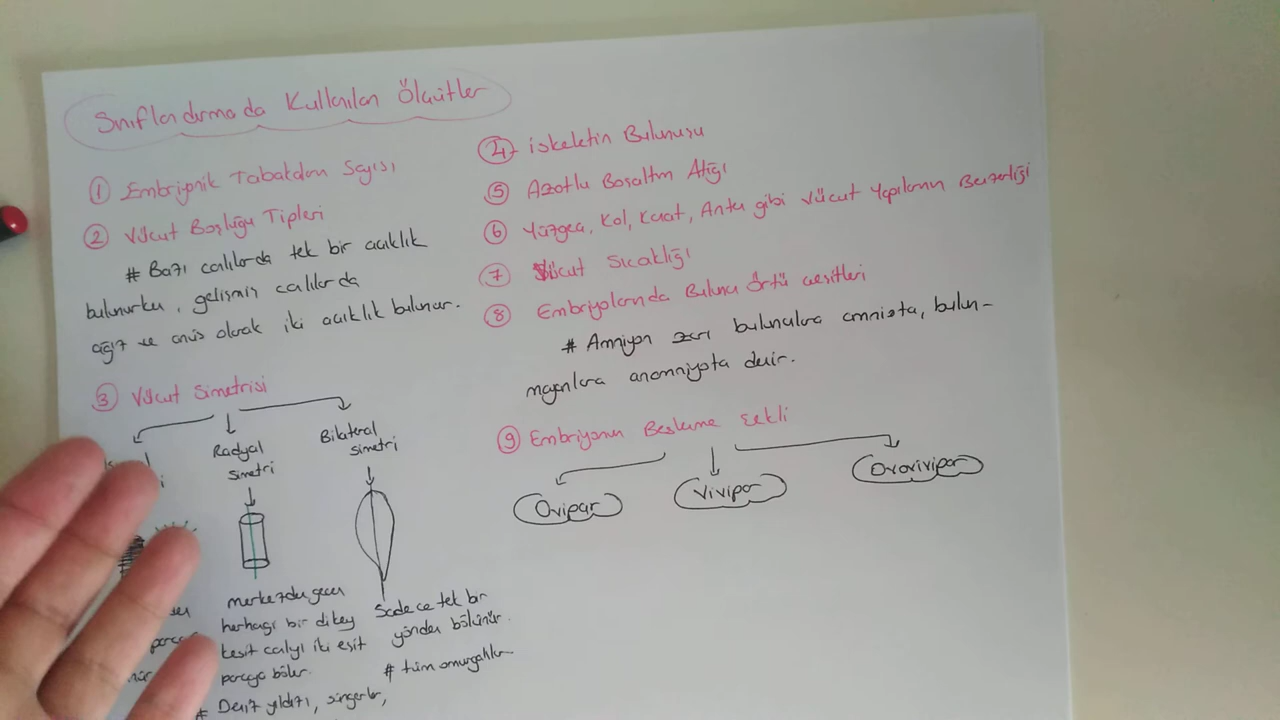 Sınıflandırmada Kullanılan Ölçütler
① Embriyonik Tabakaların Sayısı
② Vücut Boşluğu Tipleri
# Bazı canlılarda tek bir açıklık
bulunurken, gelişmiş canlılarda
ağız ve anüs olarak iki açıklık bulunur.
③ Vücut Simetrisi
Radyal
simetri
Bilateral
simetri
merkezden geçen
herhangi bir dikey
kesit canlıyı iki eşit
parçaya böler.
# Deniz yıldızı, süngerler,
Sadece tek bir
yönden bölünür.
# tüm omurgalılar
④ İskeletin Bulunuşu
⑤ Azotlu Boşaltım Atığı
⑥ Yüzgeç, Kol, Kanat, Anten gibi Vücut Yapılarının Benzerliği
⑦ Vücut Sıcaklığı
⑧ Embriyolarında Bulunan Örtü çeşitleri
# Amniyon zarı bulunanlara amniota, bulun-
mayanlara anamniyota denir.
⑨ Embriyonun Beslenme Şekli
Ovipar
Vivipar
Ovovivipar